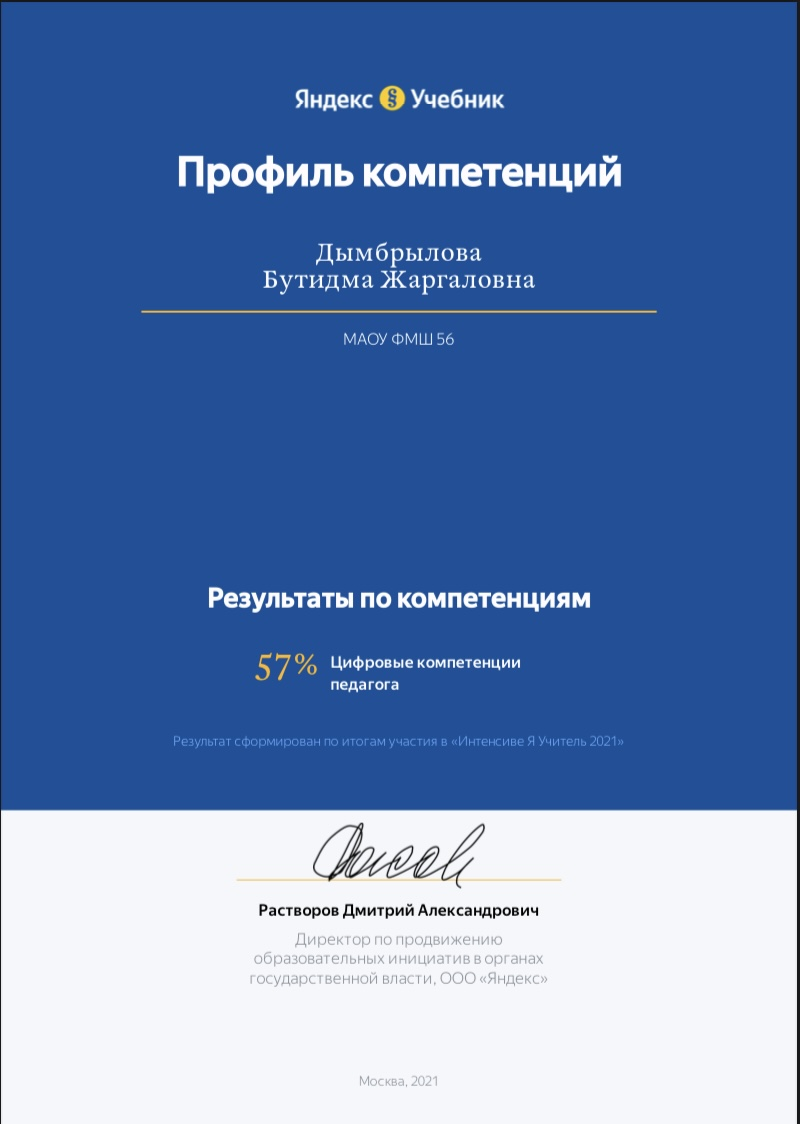 Яндекс Учебник
Профиль компетенций
Дымбрылова
Бутидма Жаргаловна
МАОУ ФМШ 56
Результаты по компетенциям
57% Цифровые компетенции
педагога
Результат сформирован по итогам участия в «Интенсиве Я Учитель 2021»
Растворов Дмитрий Александрович
Директор по продвижению
образовательных инициатив в органах
государственной власти, ООО «Яндекс»
Москва, 2021